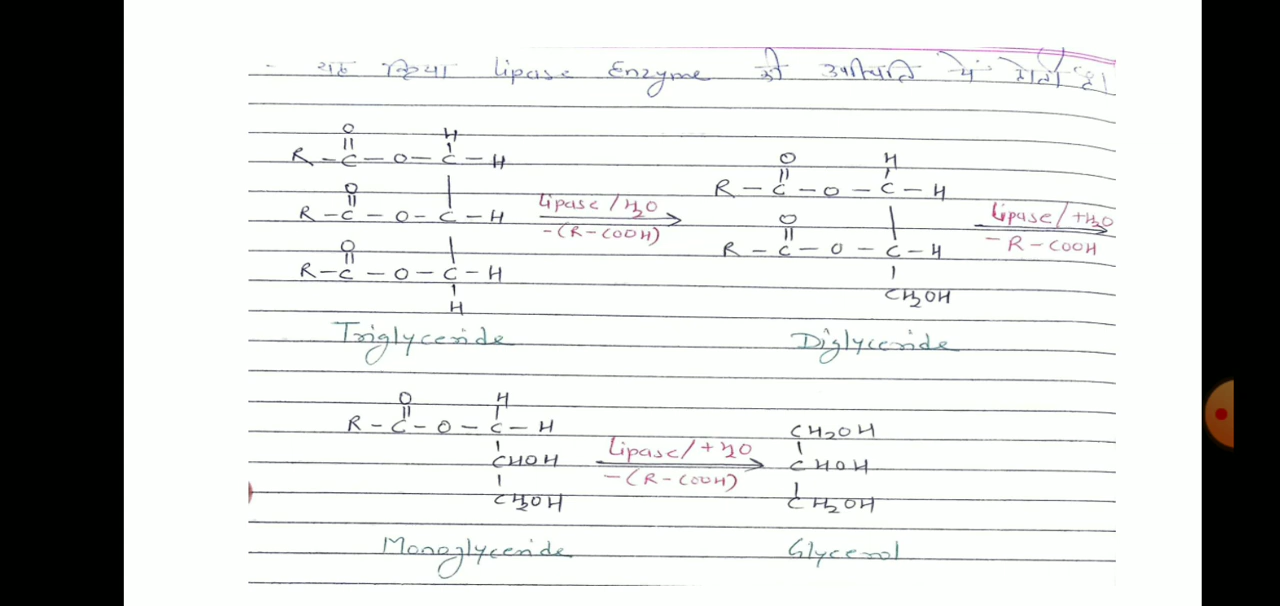 - यह क्रिया Lipase Enzyme की उपस्थिति में होती है।
O H
R - C - O - C - H
O
R - C - O - C - H
O
R - C - O - C - H
H
Triglyceride
Lipase / H2O
- (R - COOH)
O H
R - C - O - C - H
O
R - C - O - C - H
CH2OH
Diglyceride
Lipase / +H2O
- R - COOH
O H
R - C - O - C - H
CHOH
CH2OH
Monoglyceride
Lipase / + H2O
- (R - COOH)
CH2OH
CHOH
CH2OH
Glycerol